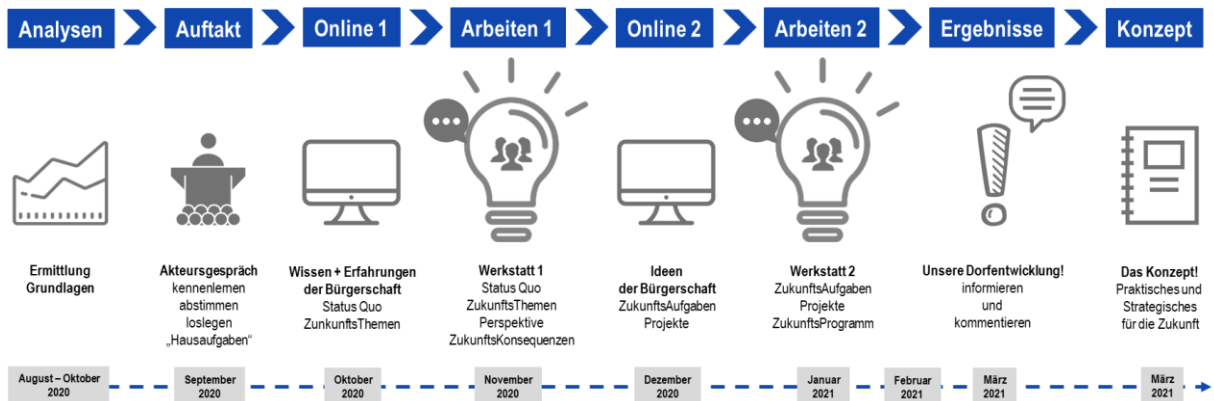 Analysen
Auftakt
Online 1
Arbeiten 1
Online 2
Arbeiten 2
Ergebnisse
Konzept
Ermittlung
Grundlagen
Akteursgespräch
kennenlernen
abstimmen
loslegen
„Hausaufgaben“
Wissen + Erfahrungen
der Bürgerschaft
Status Quo
ZunkunftsThemen
Werkstatt 1
Status Quo
ZukunftsThemen
Perspektive
ZukunftsKonsequenzen
Ideen
der Bürgerschaft
ZukunftsAufgaben
Projekte
Werkstatt 2
ZukunftsAufgaben
Projekte
ZukunftsProgramm
Unsere Dorfentwicklung!
informieren
und
kommentieren
Das Konzept!
Praktisches und
Strategisches
für die Zukunft
August – Oktober
2020
September
2020
Oktober
2020
November
2020
Dezember
2020
Januar
2021
Februar
2021
März
2021
März
2021